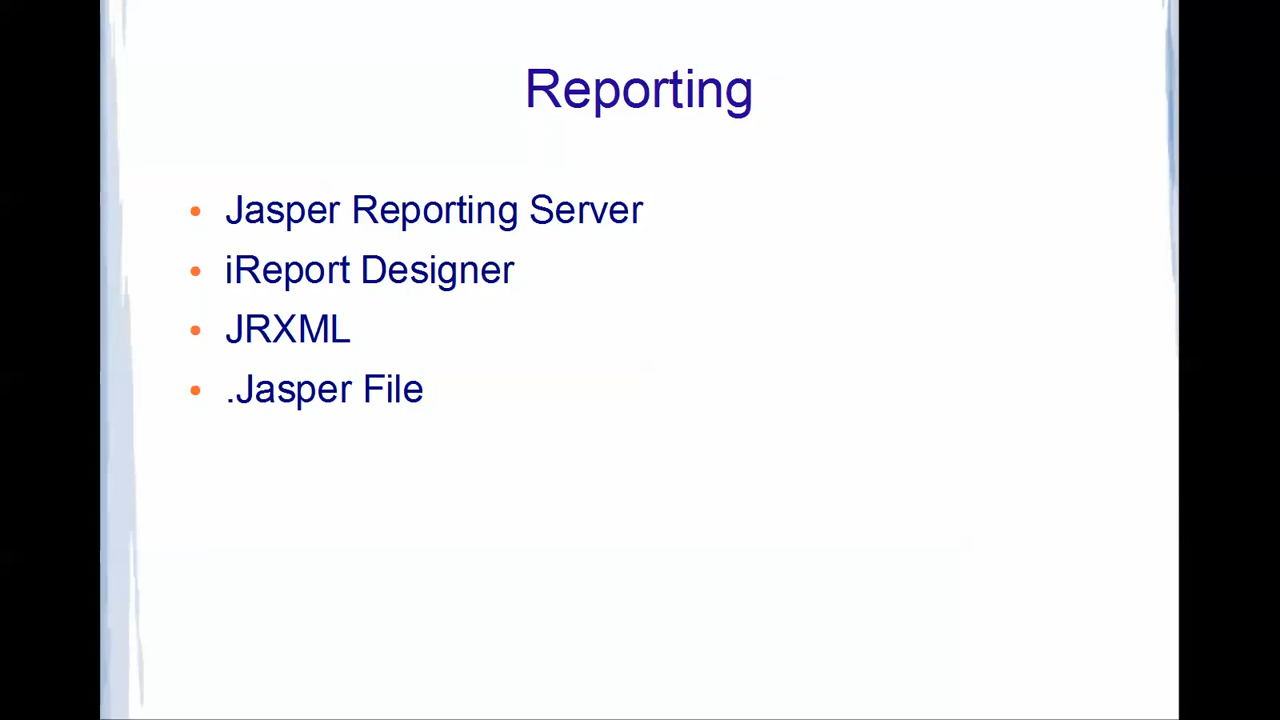 Reporting
• Jasper Reporting Server
• iReport Designer
• JRXML
• .Jasper File